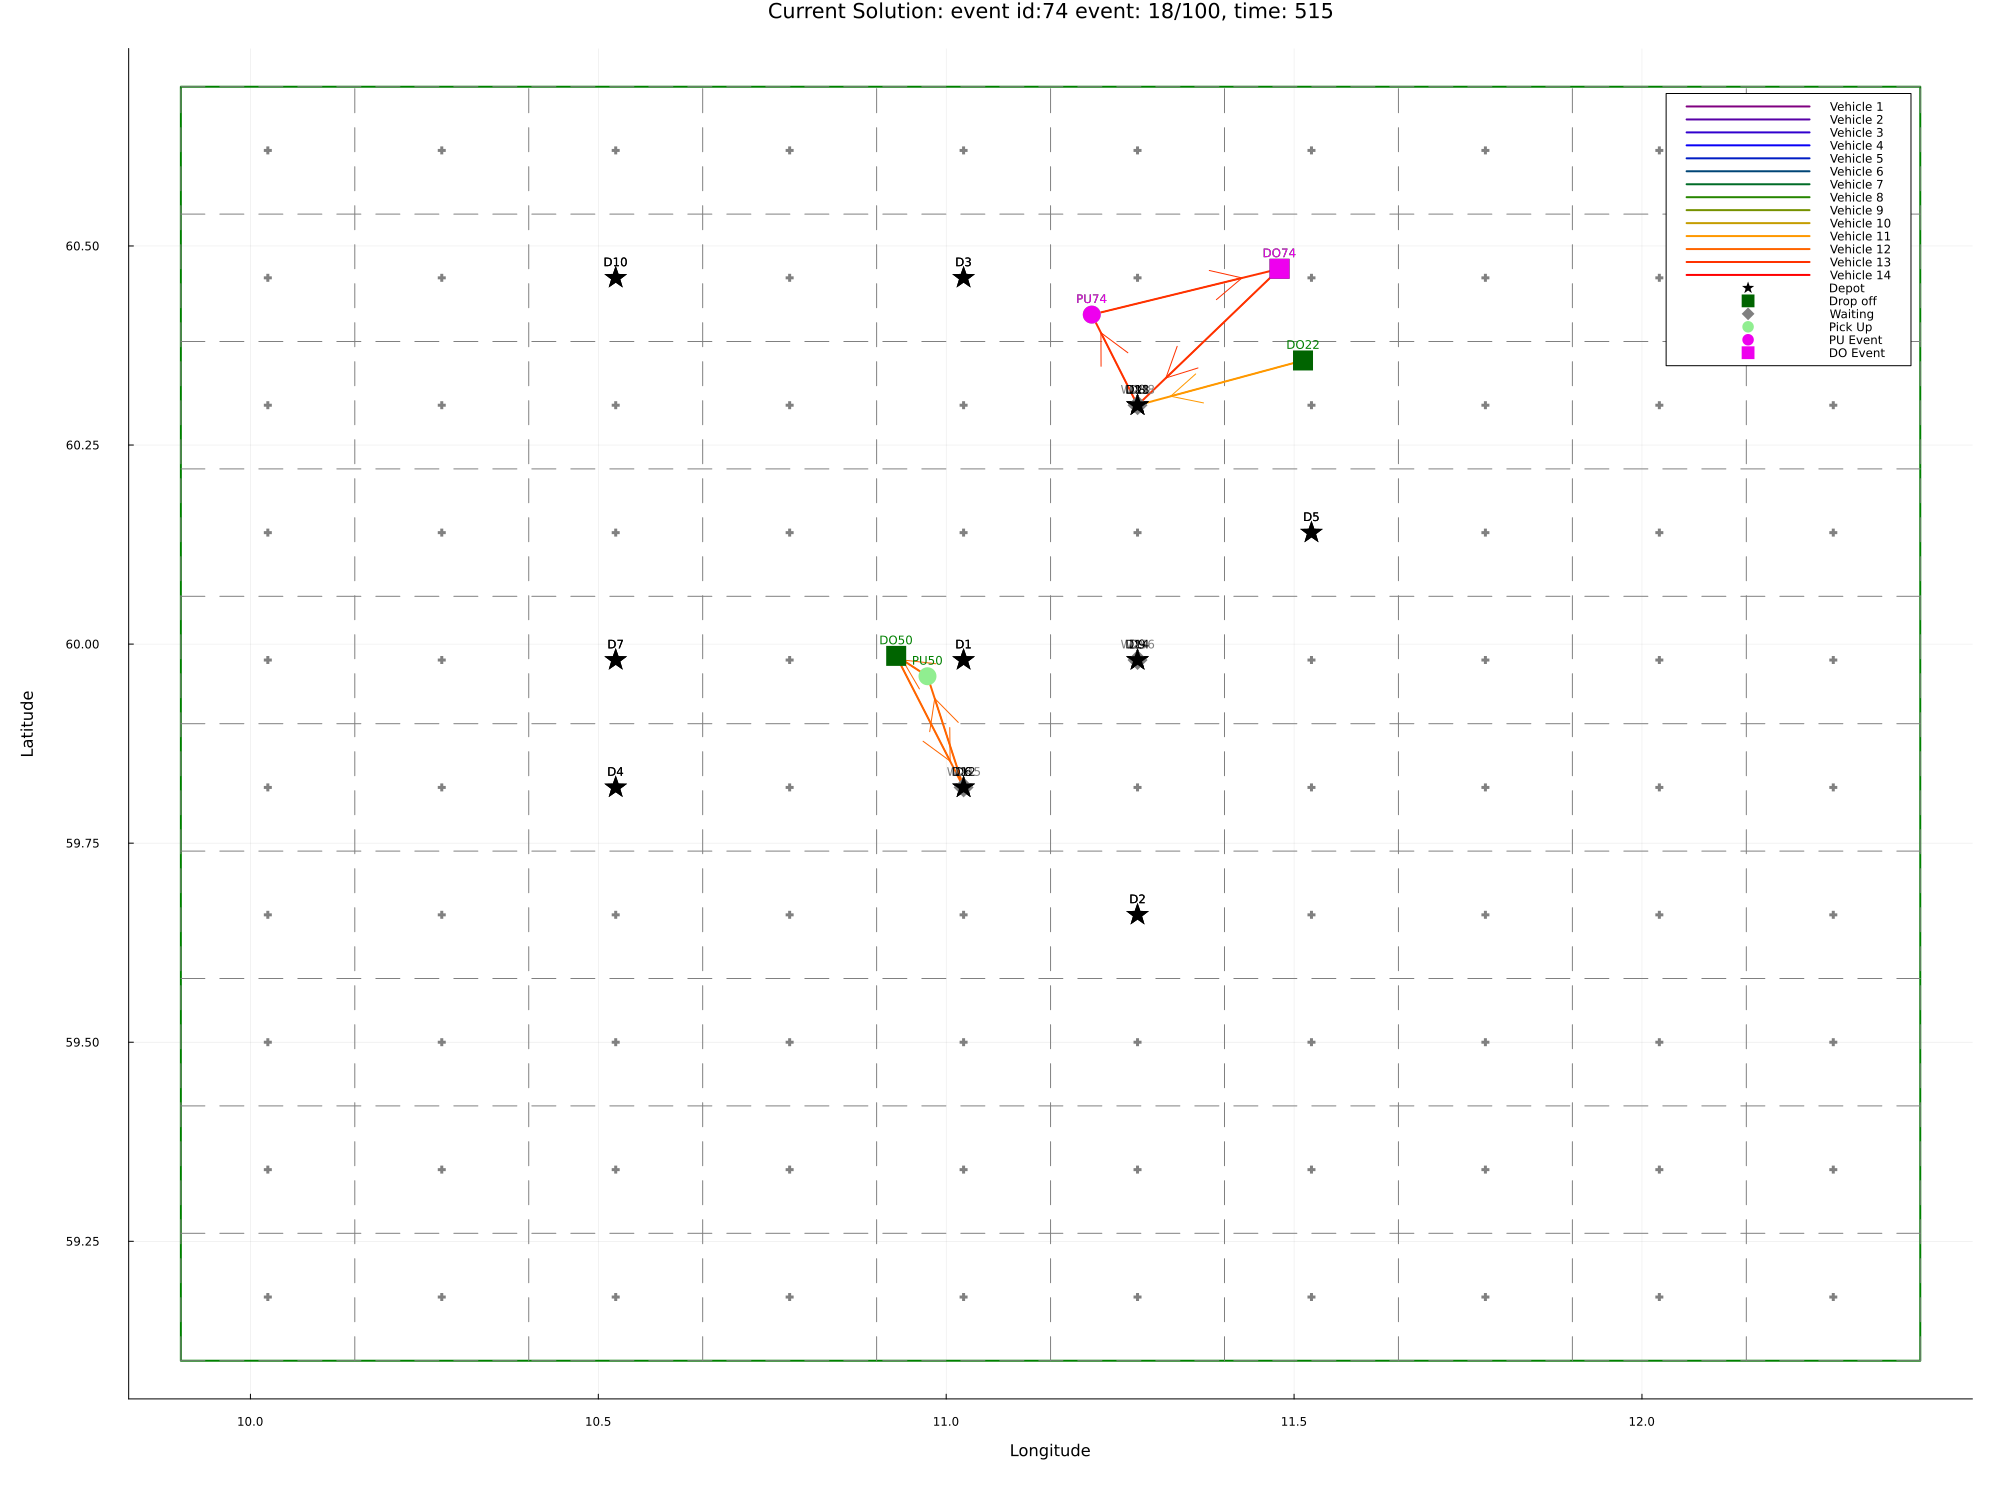 Current Solution: event id:74 event: 18/100, time: 515
Vehicle 1
Vehicle 2
Vehicle 3
Vehicle 4
Vehicle 5
Vehicle 6
Vehicle 7
Vehicle 8
Vehicle 9
Vehicle 10
Vehicle 11
Vehicle 12
Vehicle 13
Vehicle 14
Depot
Drop off
Waiting
Pick Up
PU Event
DO Event
60.50
60.25
60.00
59.75
59.50
59.25
Latitude
D10
D3
DO74
PU74
DO22
D5
D7
DO50
PU50
D1
D4
D2
10.0
10.5
11.0
11.5
12.0
Longitude